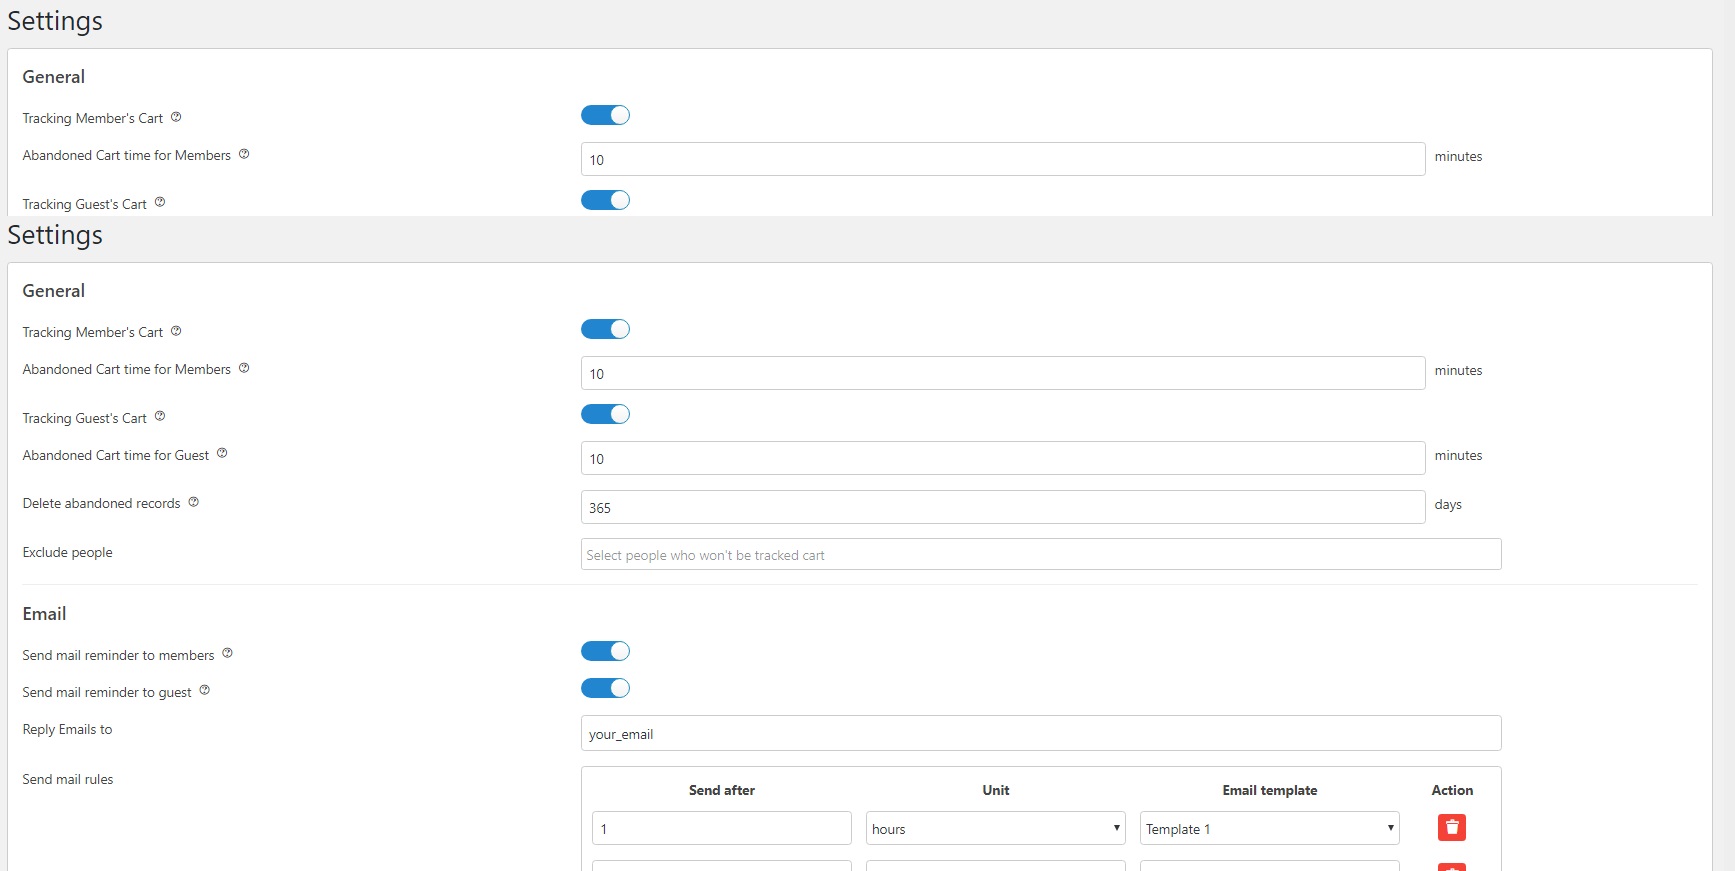 Settings
General
Tracking Member's Cart
Abandoned Cart time for Members 10 minutes
Tracking Guest's Cart
Settings
General
Tracking Member's Cart
Abandoned Cart time for Members 10 minutes
Tracking Guest's Cart
Abandoned Cart time for Guest 10 minutes
Delete abandoned records 365 days
Exclude people Select people who won't be tracked cart
Email
Send mail reminder to members
Send mail reminder to guest
Reply Emails to your_email
Send mail rules
Send after Unit Email template Action
1 hours Template 1